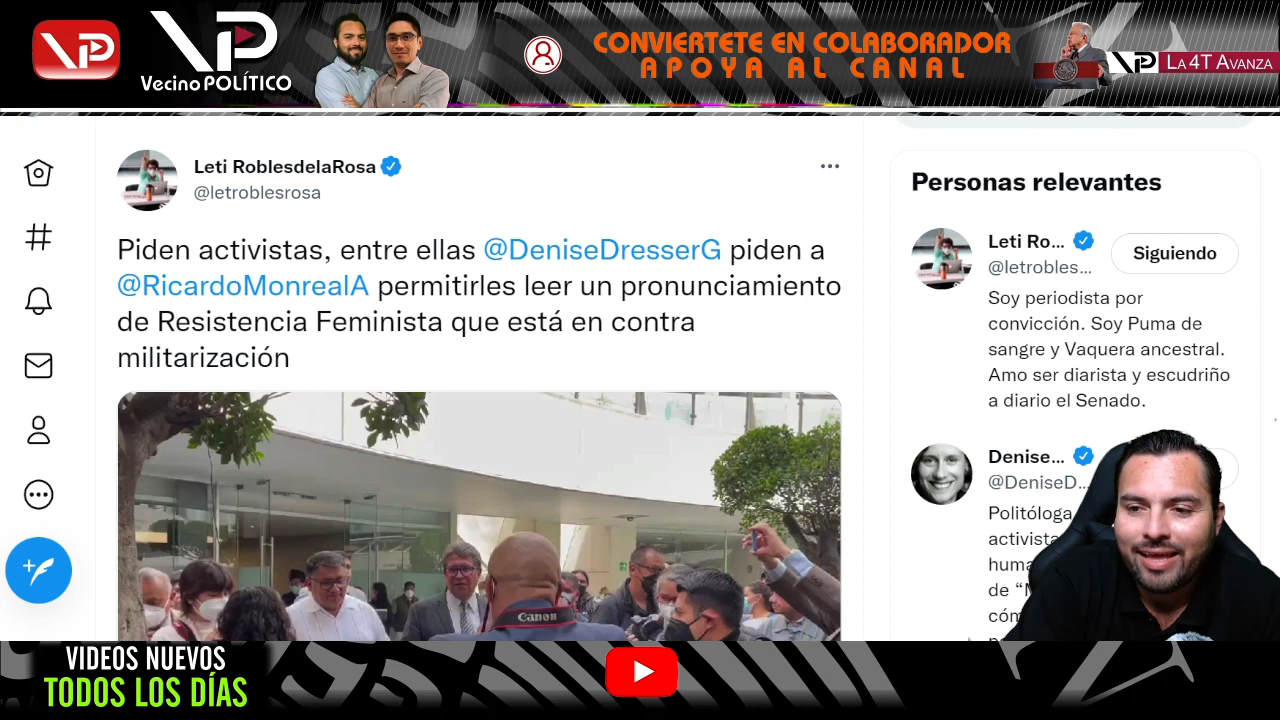 VP
VP
Vecino POLÍTICO
CONVIERTETE EN COLABORADOR
APOYA AL CANAL
VP LA 4T AVANZA
Leti RoblesdelaRosa
@letroblesrosa
Piden activistas, entre ellas @DeniseDresserG piden a
@RicardoMonrealA permitirles leer un pronunciamiento
de Resistencia Feminista que está en contra
militarización
Canon
Personas relevantes
Leti Ro...
@letrobles...
Siguiendo
Soy periodista por
convicción. Soy Puma de
sangre y Vaquera ancestral.
Amo ser diarista y escudriño
a diario el Senado.
Denise...
@DeniseD...
Politóloga
activista
huma
de “M
cóm
VIDEOS NUEVOS
TODOS LOS DÍAS